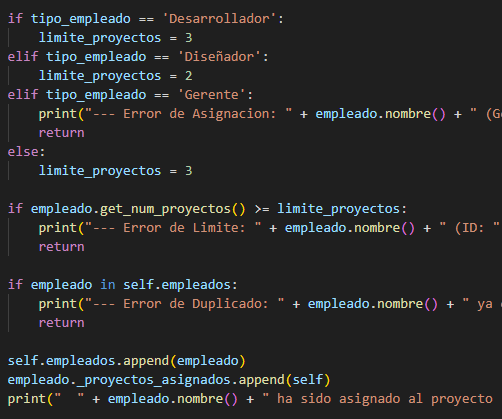 if tipo_empleado == 'Desarrollador':
    limite_proyectos = 3
elif tipo_empleado == 'Diseñador':
    limite_proyectos = 2
elif tipo_empleado == 'Gerente':
    print("--- Error de Asignacion: " + empleado.nombre() + " (G
    return
else:
    limite_proyectos = 3
if empleado.get_num_proyectos() >= limite_proyectos:
    print("--- Error de Limite: " + empleado.nombre() + " (ID: "
    return
if empleado in self.empleados:
    print("--- Error de Duplicado: " + empleado.nombre() + " ya
    return
self.empleados.append(empleado)
empleado._proyectos_asignados.append(self)
print("  " + empleado.nombre() + " ha sido asignado al proyecto